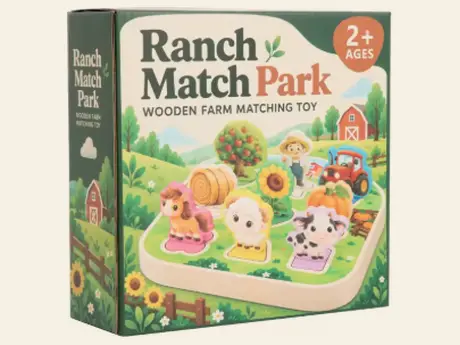 Ranch
Match Park
WOODEN FARM MATCHING TOY
2+
AGES
Ranch
Match
Park
WOODEN FARM
MATCHING TOY